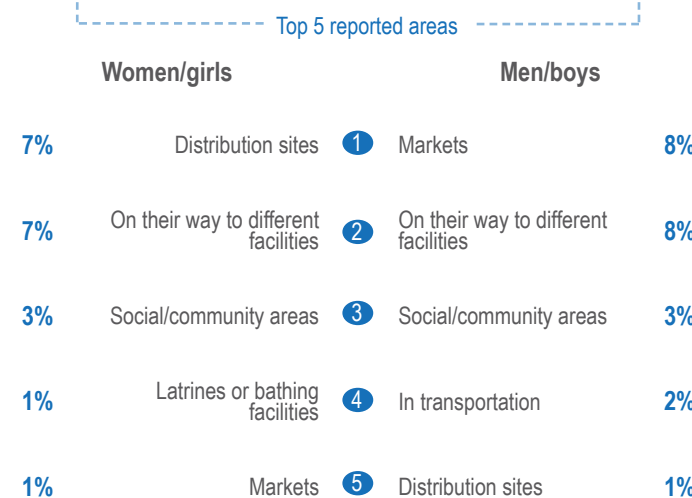 Top 5 reported areas
Women/girls Men/boys
7% Distribution sites 1 Markets 8%
7% On their way to different facilities 2 On their way to different facilities 8%
3% Social/community areas 3 Social/community areas 3%
1% Latrines or bathing facilities 4 In transportation 2%
1% Markets 5 Distribution sites 1%